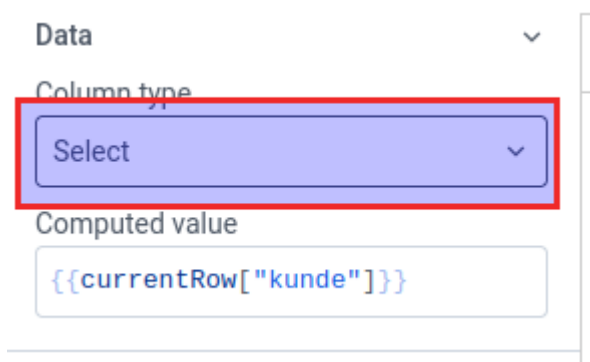 Data
Column type
Select
Computed value
{{currentRow["kunde"]}}